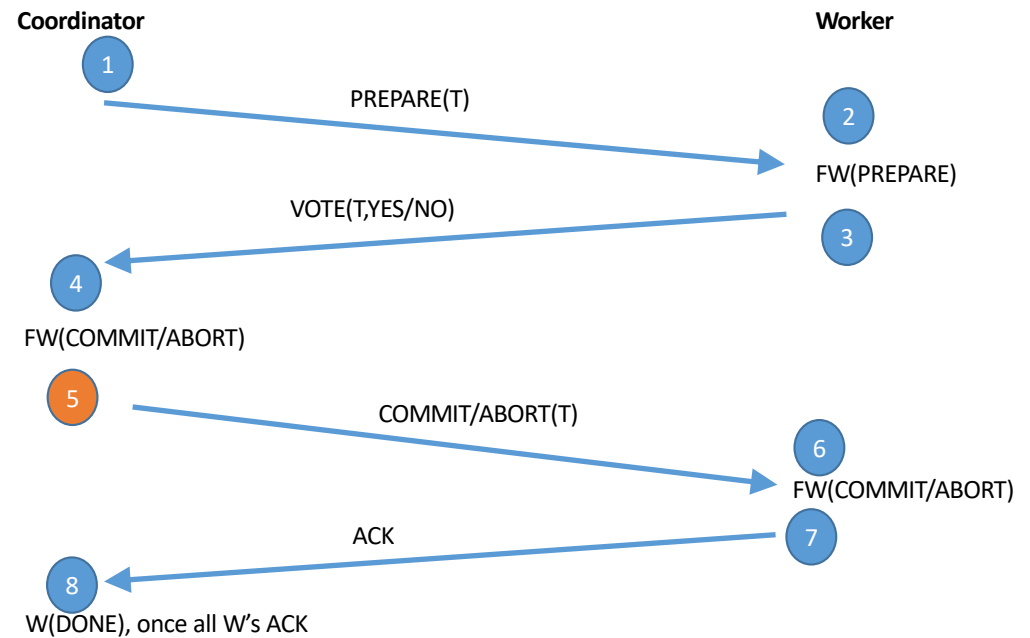 Coordinator
Worker
1
PREPARE(T)
2
FW(PREPARE)
VOTE(T,YES/NO)
3
4
FW(COMMIT/ABORT)
5
COMMIT/ABORT(T)
6
FW(COMMIT/ABORT)
ACK
7
8
W(DONE), once all W’s ACK